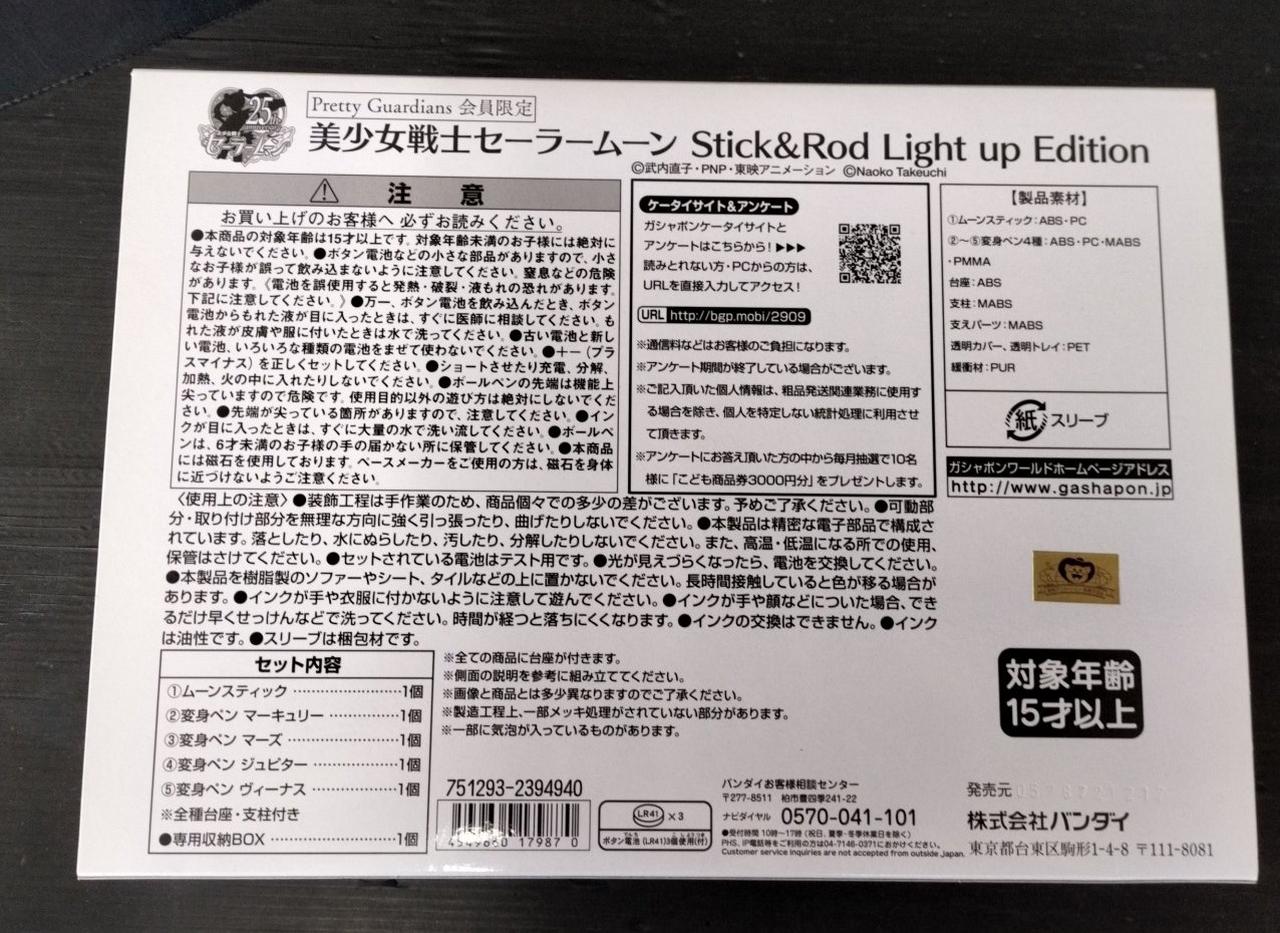 25th
セーラームーン
Pretty Guardians 会員限定
美少女戦士セーラームーン Stick&Rod Light up Edition
©武内直子・PNP・東映アニメーション ©Naoko Takeuchi
注 意
お買い上げのお客様へ 必ずお読みください。
●本商品の対象年齢は15才以上です。対象年齢未満のお子様には絶対に
与えないでください。●ボタン電池などの小さな部品がありますので、小さ
なお子様が誤って飲み込まないように注意してください。窒息などの危険
があります。《電池を誤使用すると発熱・破裂・液もれの恐れがあります。
下記に注意してください。》●万一、ボタン電池を飲み込んだとき、ボタン
電池からもれた液が目に入ったときは、すぐに医師に相談してください。も
れた液が皮膚や服に付いたときは水で洗ってください。●古い電池と新し
い電池、いろいろな種類の電池をまぜて使わないでください。●+-(プラ
スマイナス)を正しくセットしてください。●ショートさせたり充電、分解、
加熱、火の中に入れたりしないでください。●ボールペンの先端は機能上
尖っていますので危険です。使用目的以外の遊び方は絶対にしないでくだ
さい。●先端が尖っている箇所がありますので、注意してください。●イン
クが目に入ったときは、すぐに大量の水で洗い流してください。●ボールペ
ンは、6才未満のお子様の手の届かない所に保管してください。●本商品
には磁石を使用しております。ペースメーカーをご使用の方は、磁石を身体
に近づけないようご注意ください。
ケータイサイト&アンケート
ガシャポンケータイサイトと
アンケートはこちらから!▶▶▶
読みとれない方・PCからの方は、
URLを直接入力してアクセス!
URL http://bgp.mobi/2909
※通信料などはお客様のご負担になります。
※アンケート期間が終了している場合がございます。
※ご記入頂いた個人情報は、粗品発送関連業務に使用す
る場合を除き、個人を特定しない統計処理に利用させ
て頂きます。
※アンケートにお答え頂いた方の中から毎月抽選で10名
様に「こども商品券3000円分」をプレゼントします。
【製品素材】
①ムーンスティック:ABS・PC
②〜⑤変身ペン4種:ABS・PC・MABS
・PMMA
台座:ABS
支柱:MABS
支えパーツ:MABS
透明カバー、透明トレイ:PET
緩衝材:PUR
紙 スリーブ
ガシャポンワールドホームページアドレス
http://www.gashapon.jp
〈使用上の注意〉●装飾工程は手作業のため、商品個々での多少の差がございます。予めご了承ください。●可動部
分・取り付け部分を無理な方向に強く引っ張ったり、曲げたりしないでください。●本製品は精密な電子部品で構成さ
れています。落としたり、水にぬらしたり、汚したり、分解したりしないでください。また、高温・低温になる所での使用、
保管はさけてください。●セットされている電池はテスト用です。●光が見えづらくなったら、電池を交換してください。
●本製品を樹脂製のソファーやシート、タイルなどの上に置かないでください。長時間接触していると色が移る場合が
あります。●インクが手や衣服に付かないように注意して遊んでください。●インクが手や顔などについた場合、でき
るだけ早くせっけんなどで洗ってください。時間が経つと落ちにくくなります。●インクの交換はできません。●インク
は油性です。●スリーブは梱包材です。
セット内容
①ムーンスティック ……………………1個
②変身ペン マーキュリー ……………1個
③変身ペン マーズ ……………………1個
④変身ペン ジュピター ………………1個
⑤変身ペン ヴィーナス ………………1個
※全種台座・支柱付き
●専用収納BOX ………………………1個
※全ての商品に台座が付きます。
※側面の説明を参考に組み立ててください。
※画像と商品とは多少異なりますのでご了承ください。
※製造工程上、一部メッキ処理がされていない部分があります。
※一部に気泡が入っているものがあります。
対象年齢
15才以上
751293-2394940
4549660 17987 0
LR41 ×3
ボタン電池(LR41)3個使用(付)
バンダイお客様相談センター
〒277-8511 柏市豊四季241-22
ナビダイヤル 0570-041-101
●受付時間 10時〜17時(祝日、夏季・冬季休業日を除く)
PHS、IP電話等をご利用の方は04-7146-0371におかけください。
Customer service inquiries are not accepted from outside Japan.
発売元
株式会社バンダイ
東京都台東区駒形1-4-8 〒111-8081